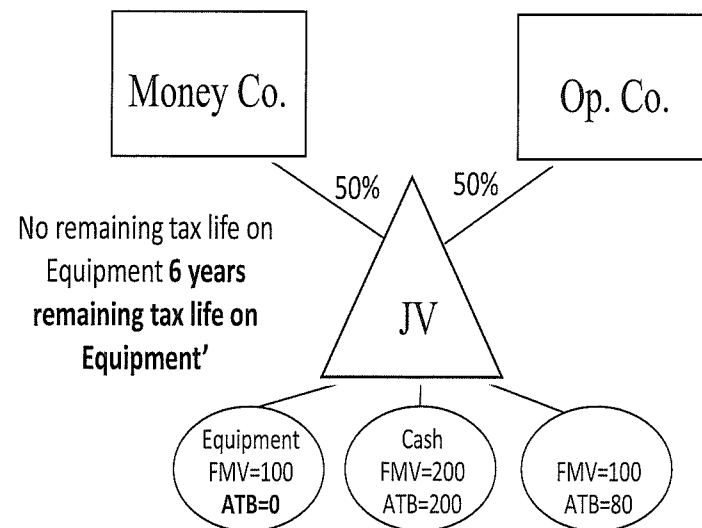 Money Co.
Op. Co.
50%
50%
No remaining tax life on
Equipment 6 years
remaining tax life on
Equipment’
JV
Equipment
FMV=100
ATB=0
Cash
FMV=200
ATB=200
FMV=100
ATB=80